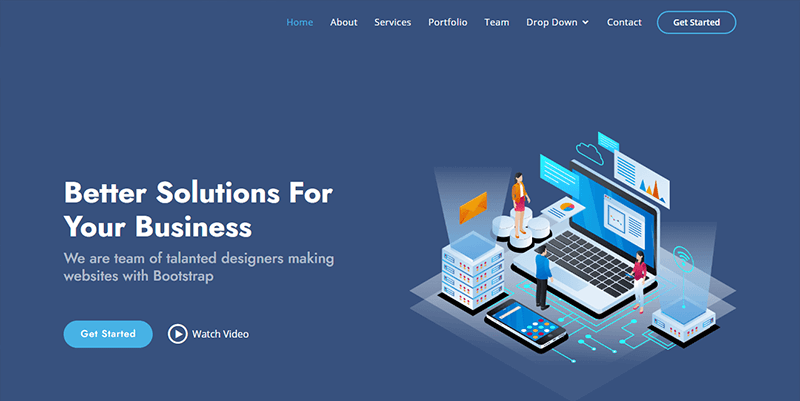 Home About Services Portfolio Team Drop Down Contact Get Started
Better Solutions For
Your Business
We are team of talanted designers making
websites with Bootstrap
Get Started Watch Video